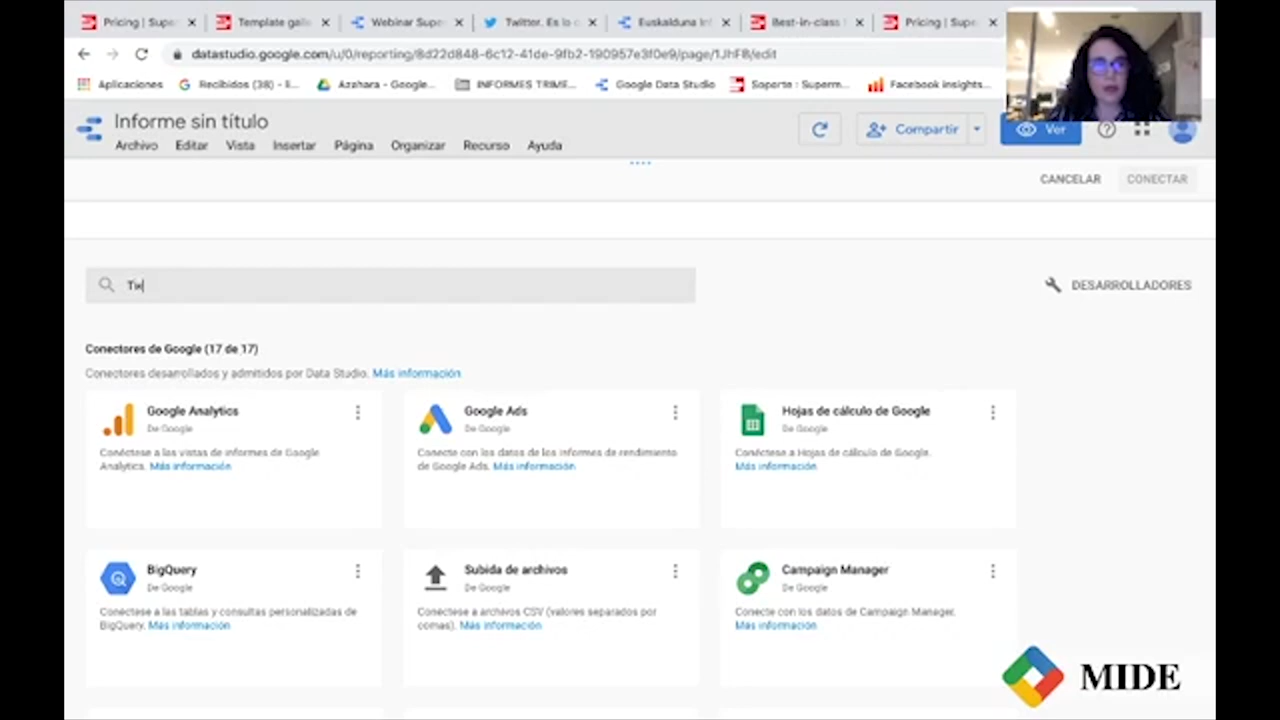 Pricing | Super
Template galle
Webinar Super
Twitter. Es lo c
Euskalduna Inf
Best-in-class
Pricing | Supe
datastudio.google.com/u/0/reporting/8d22d848-6c12-41de-9fb2-190957e3f0e9/page/1JhFB/edit
Aplicaciones
Recibidos (38) - l...
Azahara - Google...
INFORMES TRIME...
Google Data Studio
Soporte : Superm...
Facebook insights...
Informe sin título
Archivo Editar Vista Insertar Página Organizar Recurso Ayuda
Compartir
Ver
CANCELAR
CONECTAR
Tw
DESARROLLADORES
Conectores de Google (17 de 17)
Conectores desarrollados y admitidos por Data Studio. Más información
Google Analytics
De Google
Conéctese a las vistas de informes de Google
Analytics. Más información
Google Ads
De Google
Conecte con los datos de los informes de rendimiento
de Google Ads. Más información
Hojas de cálculo de Google
De Google
Conéctese a Hojas de cálculo de Google.
Más información
BigQuery
De Google
Conéctese a las tablas y consultas personalizadas de
BigQuery. Más información
Subida de archivos
De Google
Conéctese a archivos CSV (valores separados por
comas). Más información
Campaign Manager
De Google
Conecte con los datos de Campaign Manager.
Más información
MIDE